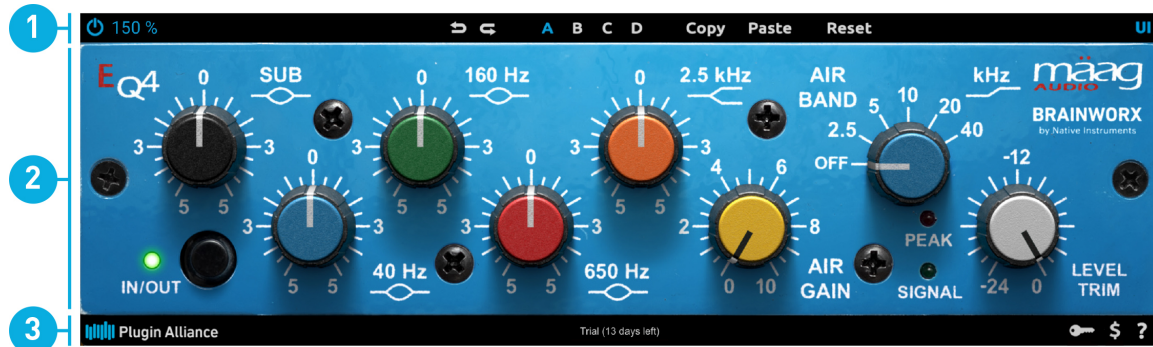 1
150 %
A B C D Copy Paste Reset UI
2
EQ4
0 SUB
3 3
5 5
0 160 Hz
3 3
5 5
0 2.5 kHz
3 3
5 5
AIR
BAND
OFF 2.5 5 10 20 40
kHz
mäag
AUDIO
BRAINWORX
by Native Instruments
IN/OUT
0
3 3
5 5
40 Hz
0
3 3
5 5
650 Hz
0 2 4 6 8 10
AIR
GAIN
PEAK
SIGNAL
-12
-24 0
LEVEL
TRIM
3
Plugin Alliance
Trial (13 days left)
$ ?